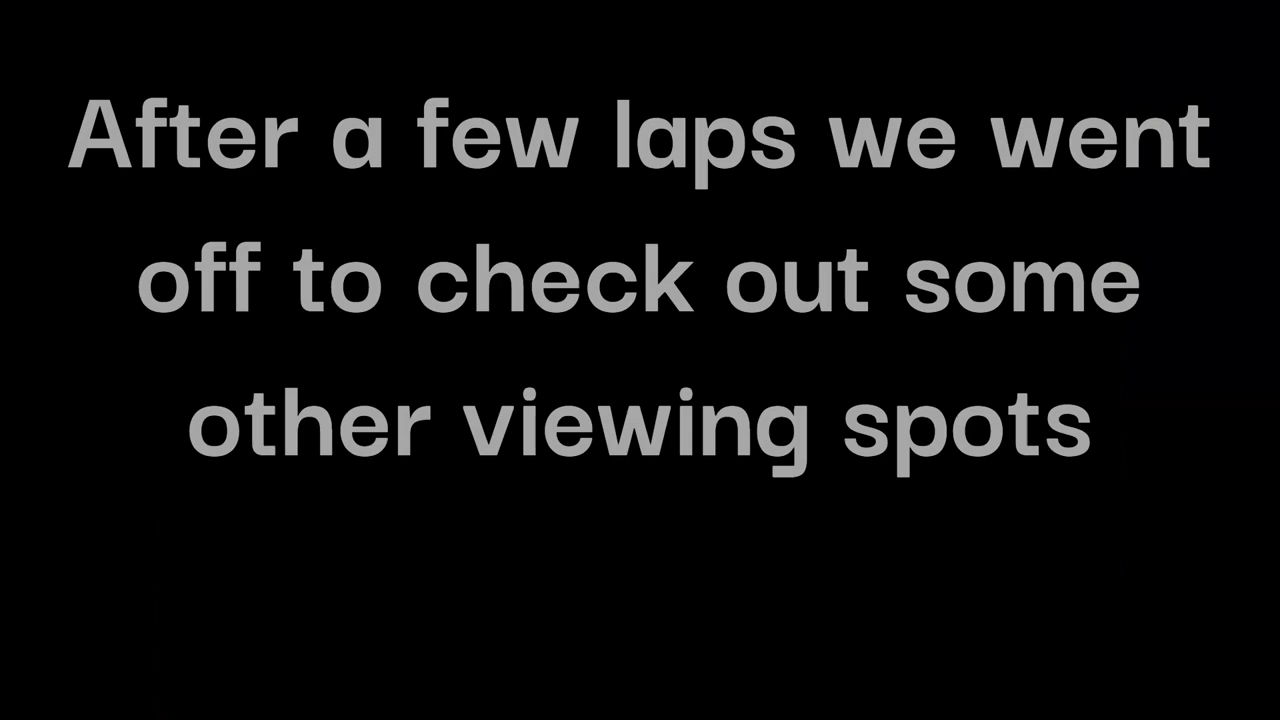 After a few laps we went
off to check out some
other viewing spots